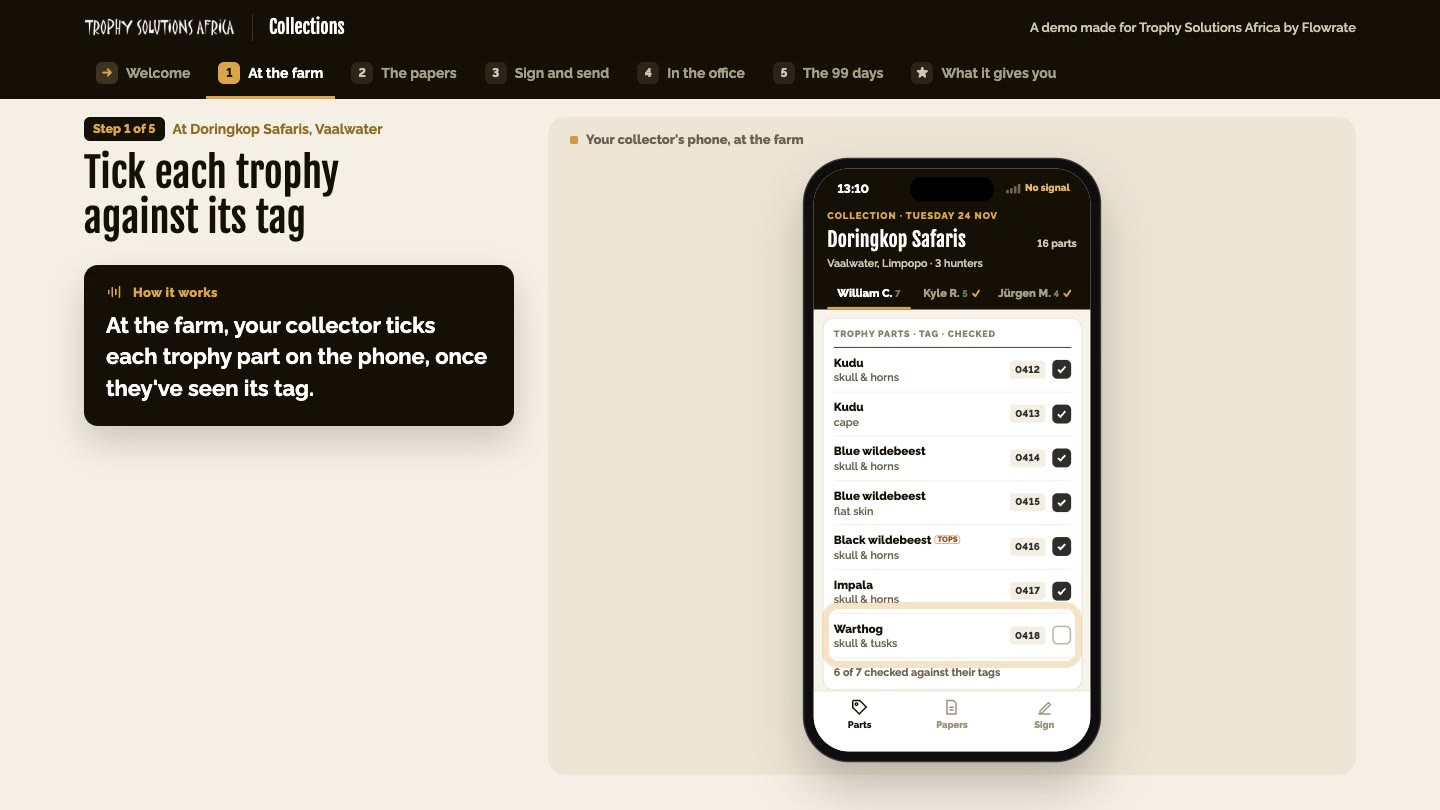 TROPHY SOLUTIONS AFRICA
Collections
A demo made for Trophy Solutions Africa by Flowrate
Welcome
1 At the farm
2 The papers
3 Sign and send
4 In the office
5 The 99 days
What it gives you
Step 1 of 5
At Doringkop Safaris, Vaalwater
Tick each trophy
against its tag
How it works
At the farm, your collector ticks
each trophy part on the phone, once
they've seen its tag.
Your collector's phone, at the farm
13:10
No signal
COLLECTION · TUESDAY 24 NOV
Doringkop Safaris
16 parts
Vaalwater, Limpopo · 3 hunters
William C. 7
Kyle R. 5
Jürgen M. 4
TROPHY PARTS · TAG · CHECKED
Kudu
skull & horns
0412
Kudu
cape
0413
Blue wildebeest
skull & horns
0414
Blue wildebeest
flat skin
0415
Black wildebeest TOPS
skull & horns
0416
Impala
skull & horns
0417
Warthog
skull & tusks
0418
6 of 7 checked against their tags
Parts
Papers
Sign